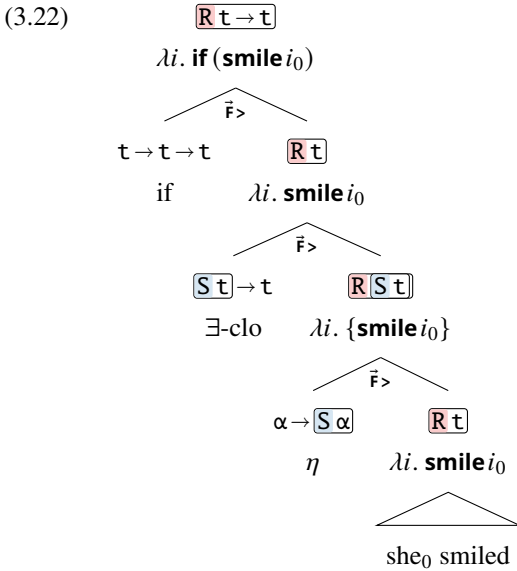 (3.22) R t → t
λi. if (smile i₀)
F⃗ >
t → t → t R t
if λi. smile i₀
F⃗ >
S t → t R S t
∃-clo λi. {smile i₀}
F⃗ >
α → S α R t
η λi. smile i₀
she₀ smiled